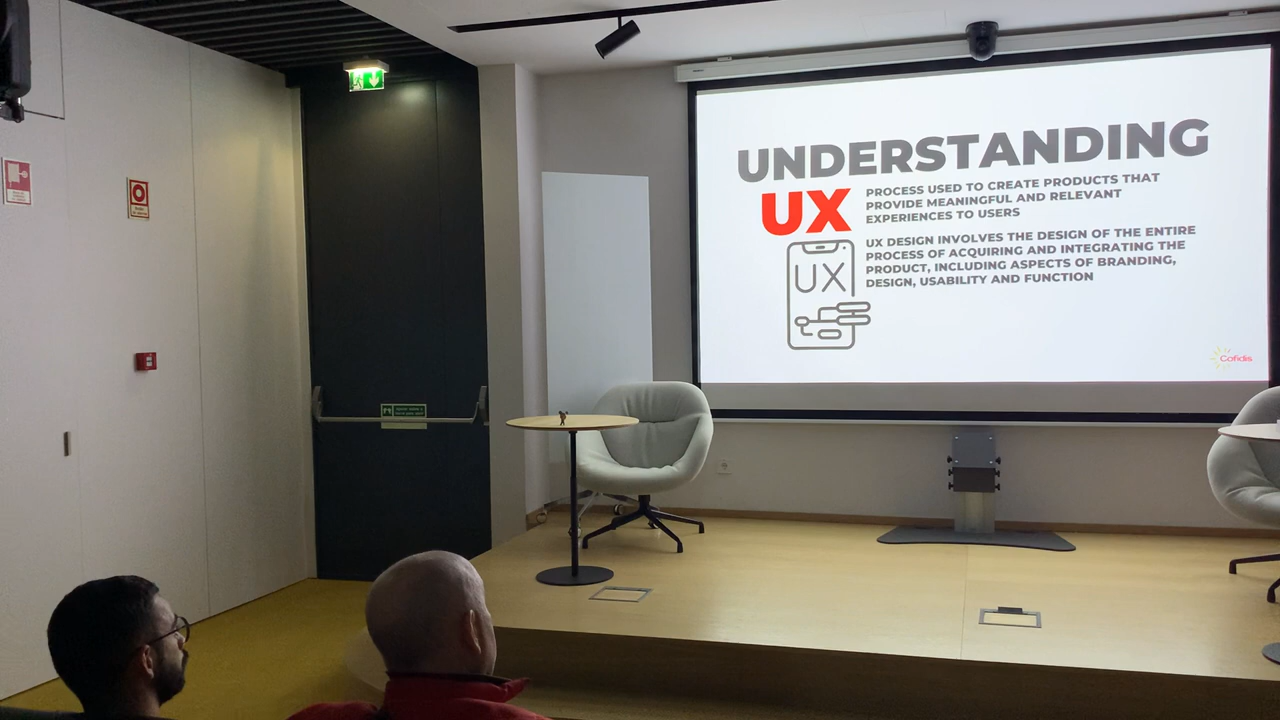 UNDERSTANDING
UX
PROCESS USED TO CREATE PRODUCTS THAT
PROVIDE MEANINGFUL AND RELEVANT
EXPERIENCES TO USERS
UX DESIGN INVOLVES THE DESIGN OF THE ENTIRE
PROCESS OF ACQUIRING AND INTEGRATING THE
PRODUCT, INCLUDING ASPECTS OF BRANDING,
DESIGN, USABILITY AND FUNCTION
UX
Cofidis